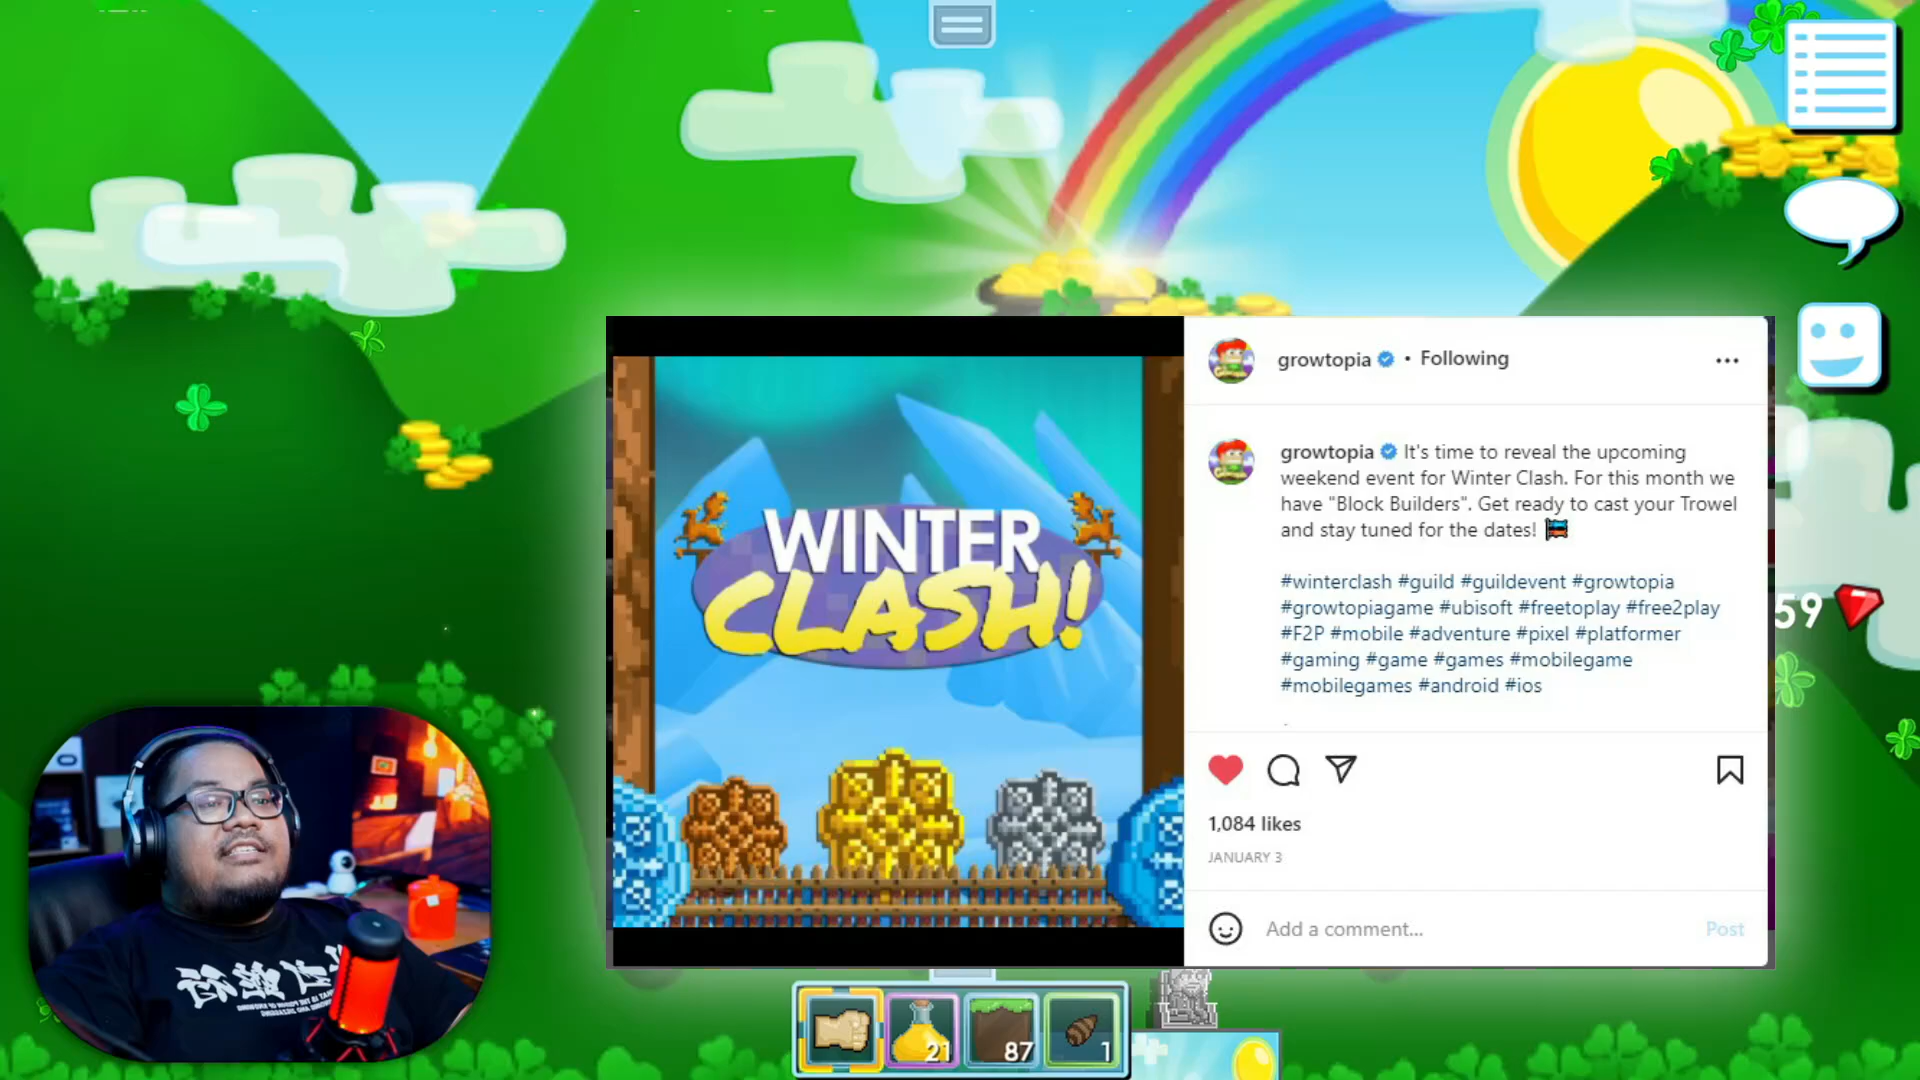 growtopia • Following
WINTER
CLASH!
growtopia It's time to reveal the upcoming
weekend event for Winter Clash. For this month we
have "Block Builders". Get ready to cast your Trowel
and stay tuned for the dates!
#winterclash #guild #guildevent #growtopia
#growtopiagame #ubisoft #freetoplay #free2play
#F2P #mobile #adventure #pixel #platformer
#gaming #game #games #mobilegame
#mobilegames #android #ios
59
1,084 likes
JANUARY 3
Add a comment... Post
21
87
1